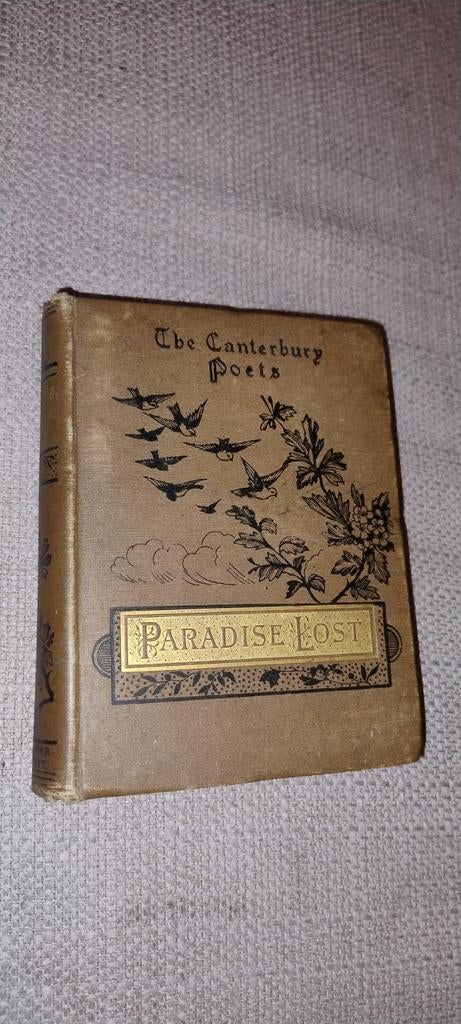 The Canterbury
Poets
PARADISE LOST